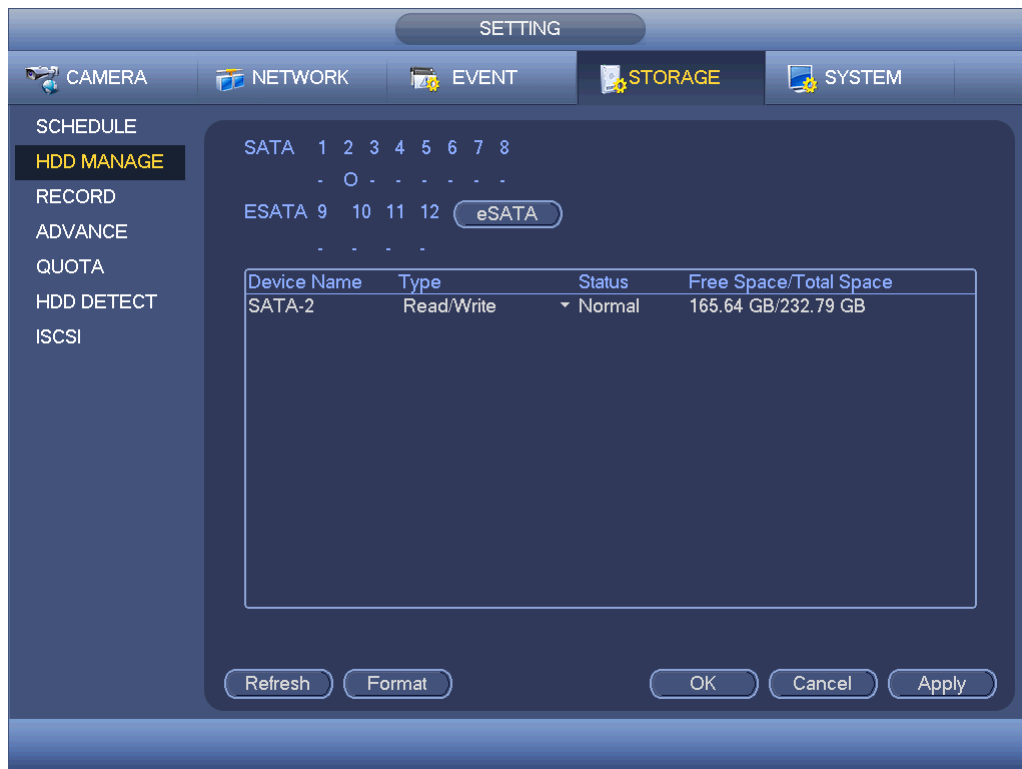 SETTING
CAMERA NETWORK EVENT STORAGE SYSTEM
SCHEDULE
HDD MANAGE
RECORD
ADVANCE
QUOTA
HDD DETECT
ISCSI
SATA 1 2 3 4 5 6 7 8
- O - - - - - -
ESATA 9 10 11 12 eSATA
- - - -
Device Name Type Status Free Space/Total Space
SATA-2 Read/Write Normal 165.64 GB/232.79 GB
Refresh Format OK Cancel Apply